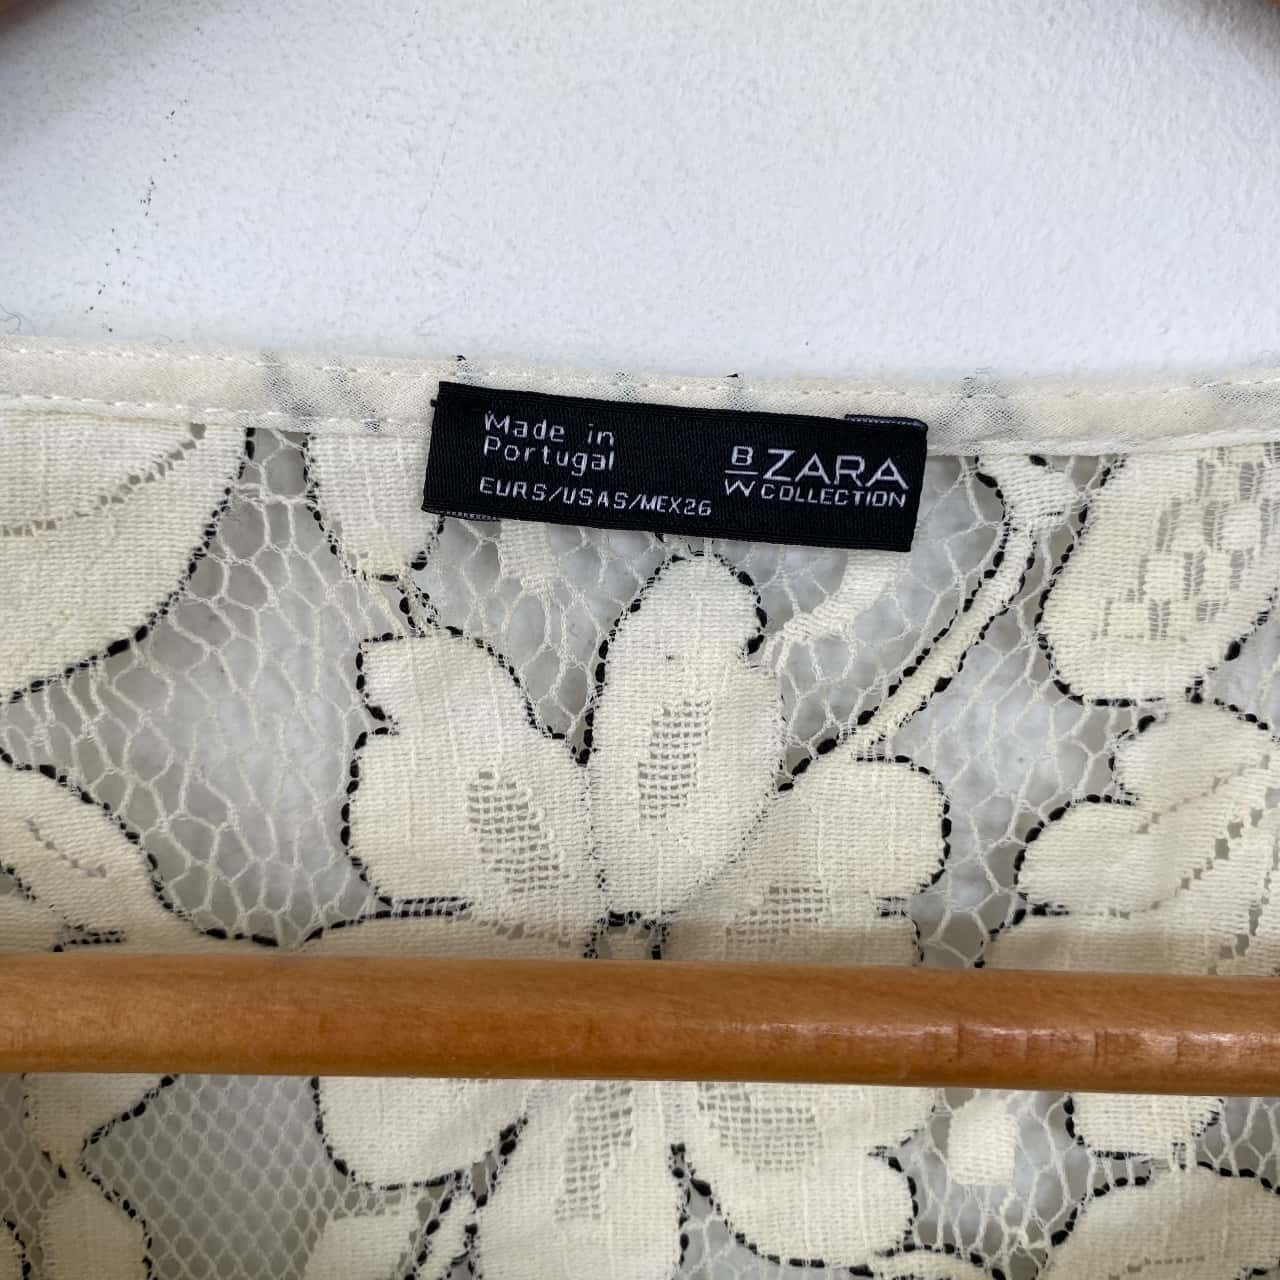 Made in
Portugal
EUR S/USA S/MEX 26
B
W
ZARA
COLLECTION